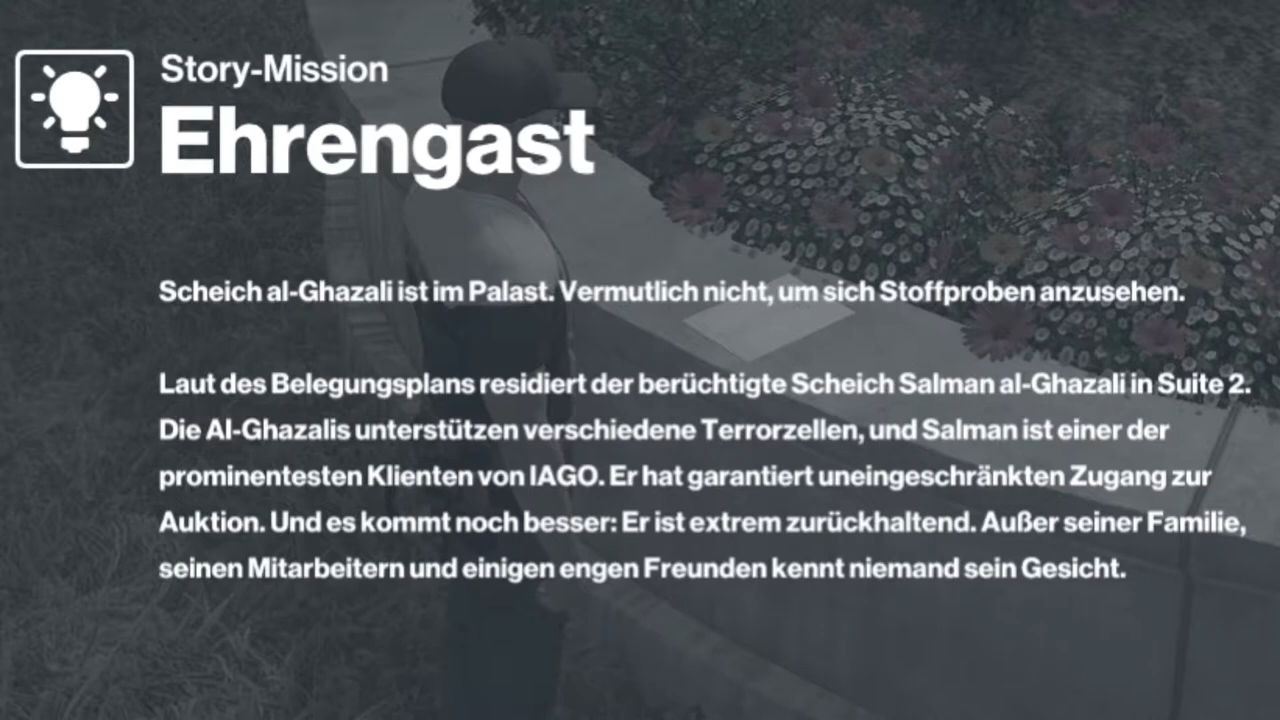 Story-Mission
Ehrengast
Scheich al-Ghazali ist im Palast. Vermutlich nicht, um sich Stoffproben anzusehen.
Laut des Belegungsplans residiert der berüchtigte Scheich Salman al-Ghazali in Suite 2.
Die Al-Ghazalis unterstützen verschiedene Terrorzellen, und Salman ist einer der
prominentesten Klienten von IAGO. Er hat garantiert uneingeschränkten Zugang zur
Auktion. Und es kommt noch besser: Er ist extrem zurückhaltend. Außer seiner Familie,
seinen Mitarbeitern und einigen engen Freunden kennt niemand sein Gesicht.